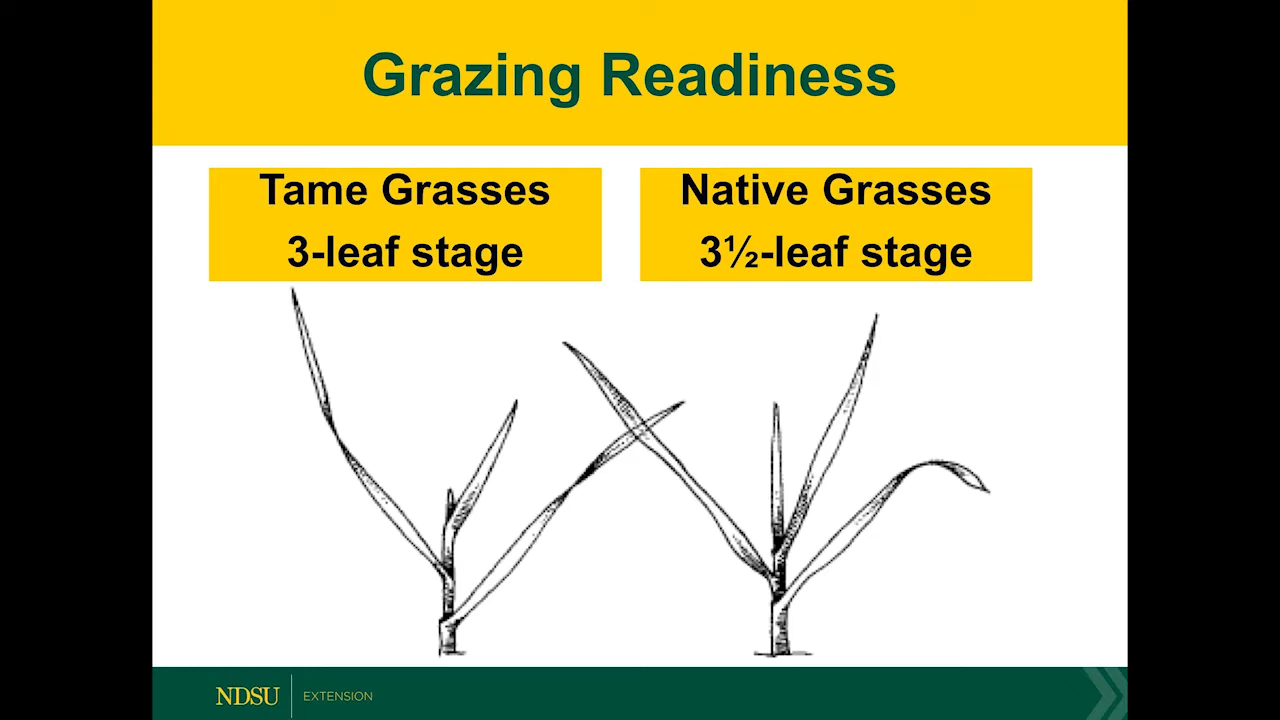 Grazing Readiness
Tame Grasses
3-leaf stage
Native Grasses
3½-leaf stage
NDSU
EXTENSION